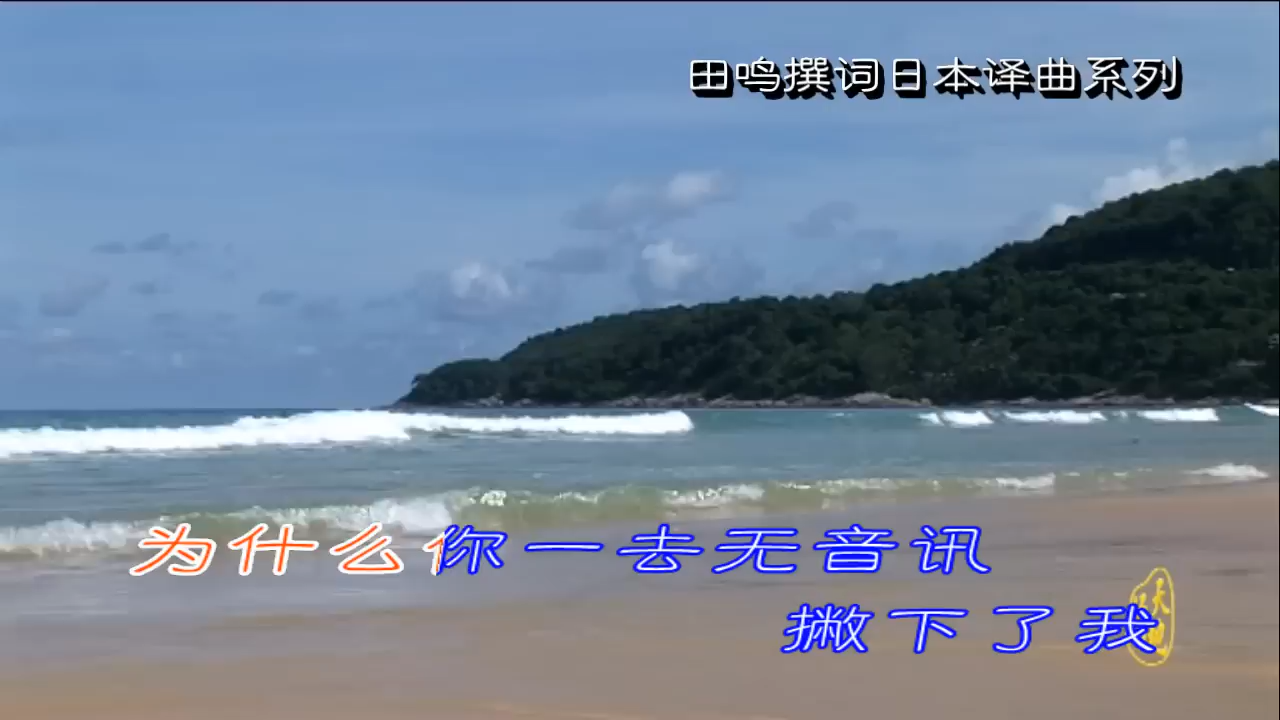 田鸣撰词日本译曲系列
为什么你一去无音讯
撇下了我